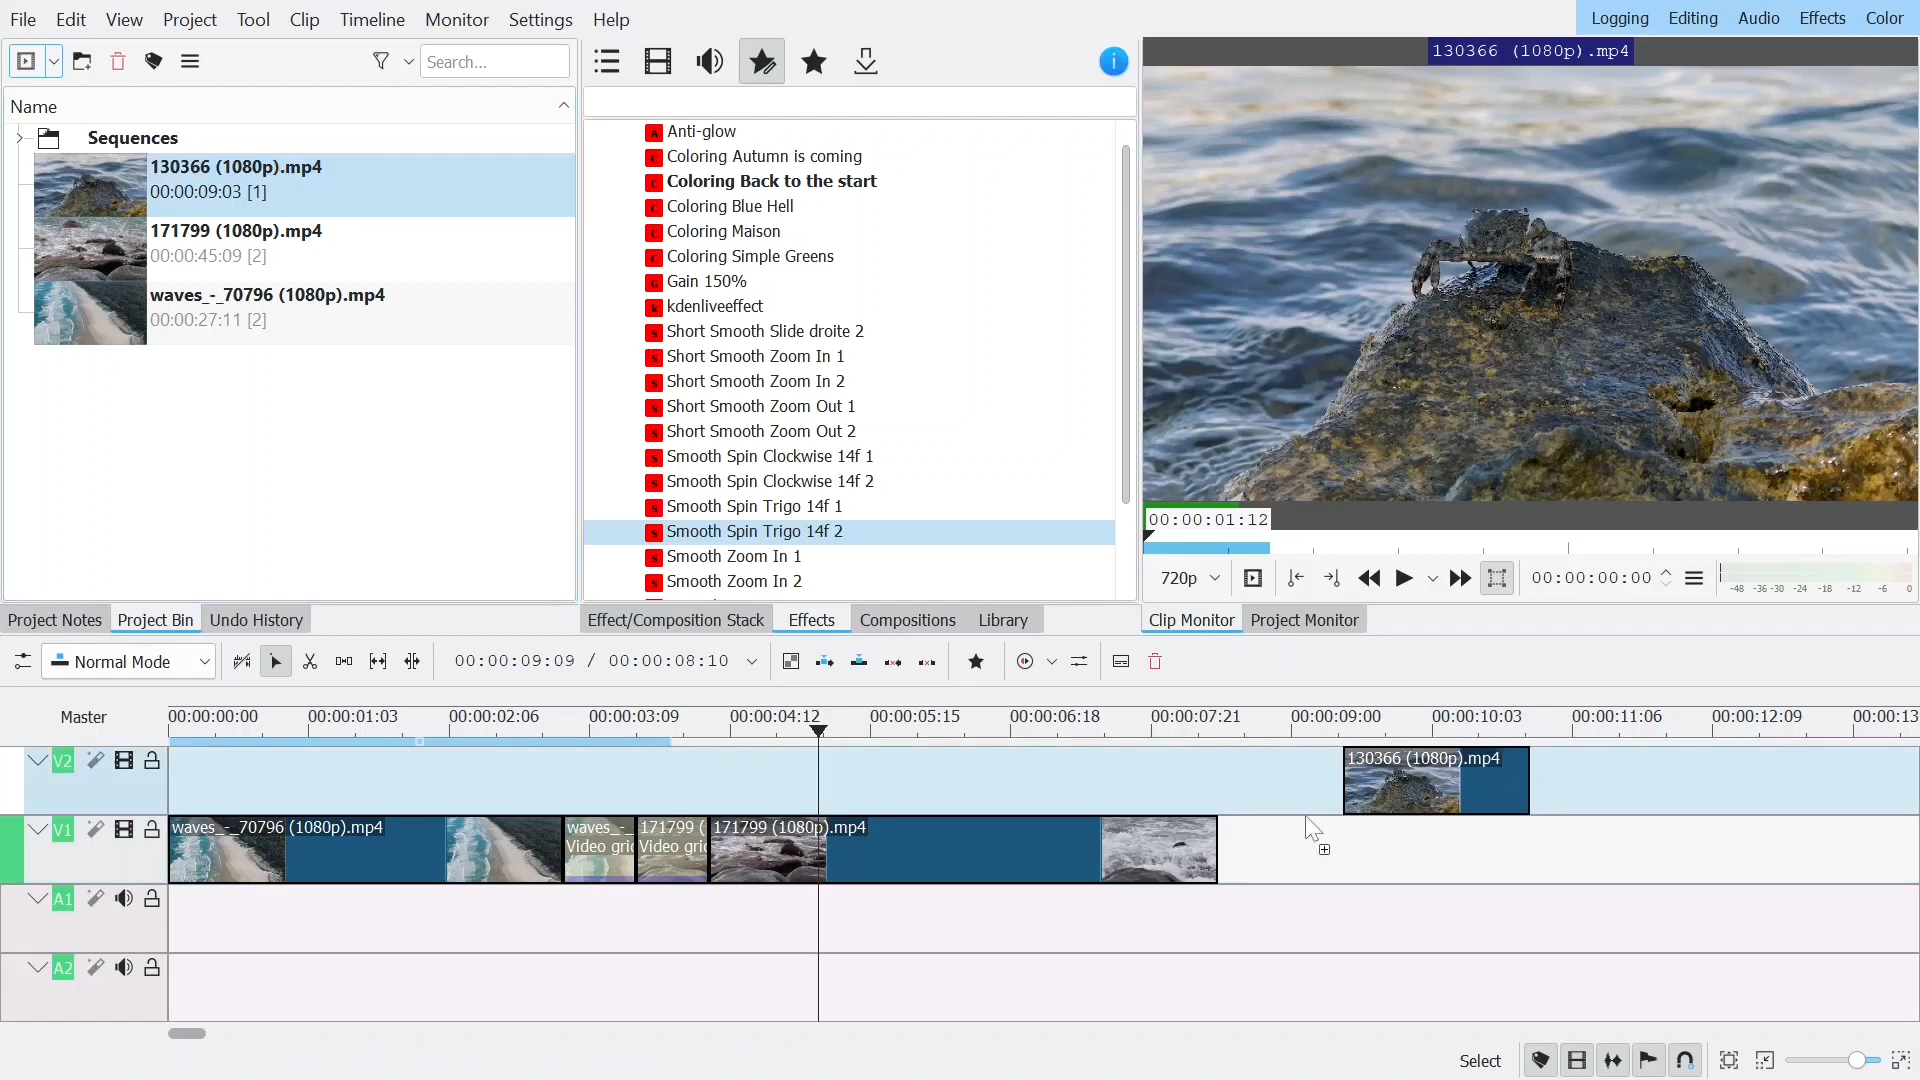 File Edit View Project Tool Clip Timeline Monitor Settings Help
Logging Editing Audio Effects Color
Search...
Name
Sequences
130366 (1080p).mp4
00:00:09:03 [1]
171799 (1080p).mp4
00:00:45:09 [2]
waves_-_70796 (1080p).mp4
00:00:27:11 [2]
Project Notes Project Bin Undo History
Anti-glow
Coloring Autumn is coming
Coloring Back to the start
Coloring Blue Hell
Coloring Maison
Coloring Simple Greens
Gain 150%
kdenliveeffect
Short Smooth Slide droite 2
Short Smooth Zoom In 1
Short Smooth Zoom In 2
Short Smooth Zoom Out 1
Short Smooth Zoom Out 2
Smooth Spin Clockwise 14f 1
Smooth Spin Clockwise 14f 2
Smooth Spin Trigo 14f 1
Smooth Spin Trigo 14f 2
Smooth Zoom In 1
Smooth Zoom In 2
Effect/Composition Stack Effects Compositions Library
130366 (1080p).mp4
00:00:01:12
720p 00:00:00:00 -48 -36 -30 -24 -18 -12 -6 0
Clip Monitor Project Monitor
Normal Mode 00:00:09:09 / 00:00:08:10
Master 00:00:00:00 00:00:01:03 00:00:02:06 00:00:03:09 00:00:04:12 00:00:05:15 00:00:06:18 00:00:07:21 00:00:09:00 00:00:10:03 00:00:11:06 00:00:12:09 00:00:13
V2 130366 (1080p).mp4
V1 waves_-_70796 (1080p).mp4 waves_-_ 171799 ( 171799 (1080p).mp4
Video gri Video gri
A1
A2
Select